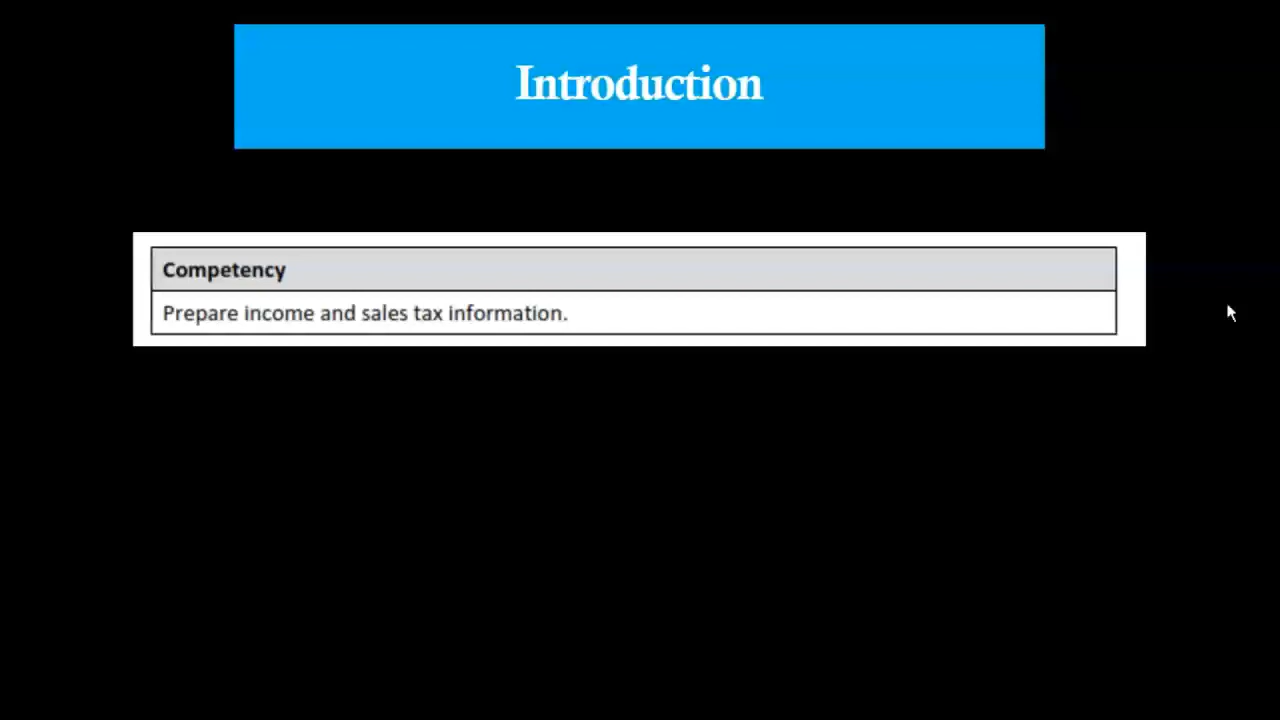 Introduction
Competency
Prepare income and sales tax information.